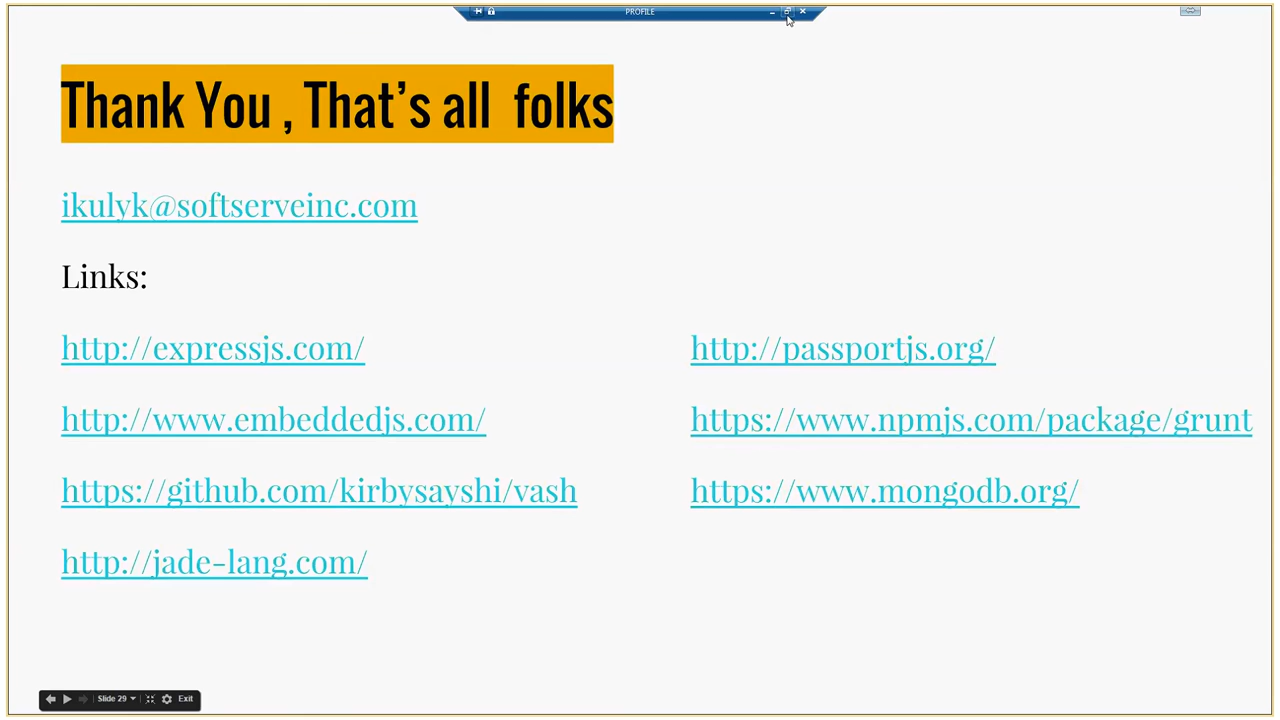 PROFILE
Thank You , That’s all folks
ikulyk@softserveinc.com
Links:
http://expressjs.com/
http://www.embeddedjs.com/
https://github.com/kirbysayshi/vash
http://jade-lang.com/
http://passportjs.org/
https://www.npmjs.com/package/grunt
https://www.mongodb.org/
Slide 29
Exit